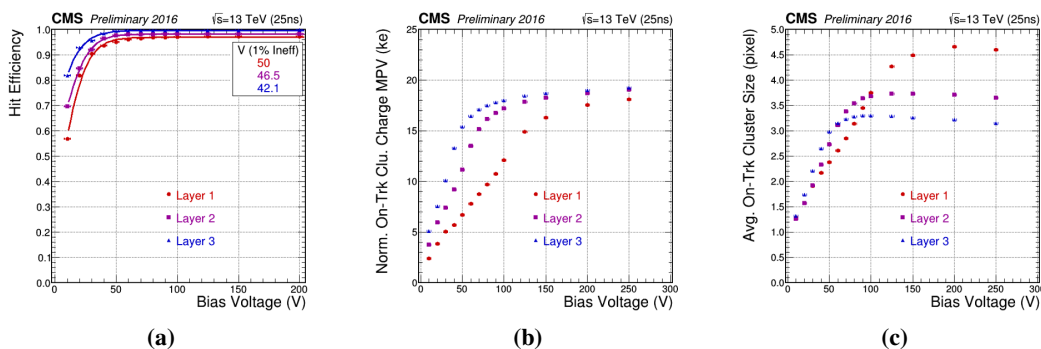 CMS Preliminary 2016 √s=13 TeV (25ns)
Hit Efficiency
1.0
0.9
0.8
0.7
0.6
0.5
0.4
0.3
0.2
0.1
0.0
V (1% Ineff)
50
46.5
42.1
Layer 1
Layer 2
Layer 3
0 50 100 150 200
Bias Voltage (V)
(a)
CMS Preliminary 2016 √s=13 TeV (25ns)
Norm. On-Trk Clu. Charge MPV (ke)
25
20
15
10
5
0
Layer 1
Layer 2
Layer 3
0 50 100 150 200 250 300
Bias Voltage (V)
(b)
CMS Preliminary 2016 √s=13 TeV (25ns)
Avg. On-Trk Cluster Size (pixel)
5.0
4.5
4.0
3.5
3.0
2.5
2.0
1.5
1.0
0.5
0.0
Layer 1
Layer 2
Layer 3
0 50 100 150 200 250 300
Bias Voltage (V)
(c)